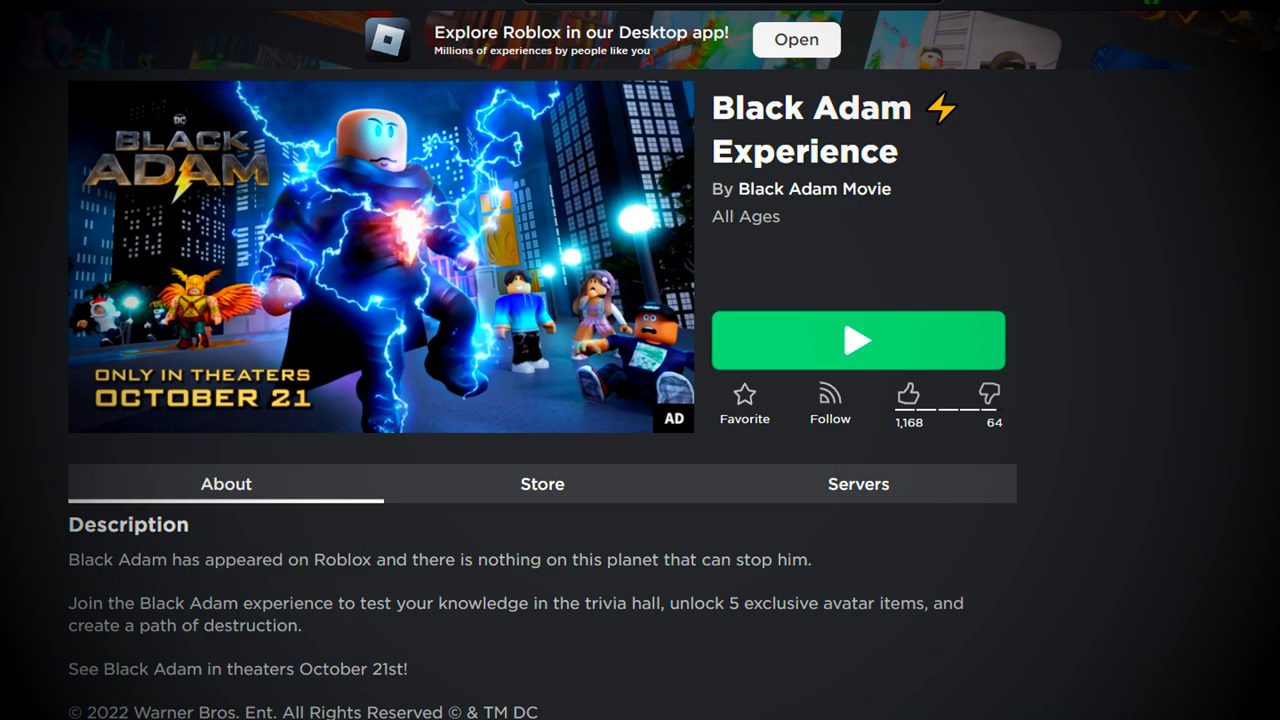 Explore Roblox in our Desktop app!
Millions of experiences by people like you
Open
DC
BLACK
ADAM
ONLY IN THEATERS
OCTOBER 21
AD
Black Adam ⚡
Experience
By Black Adam Movie
All Ages
Favorite
Follow
1,168
64
About
Store
Servers
Description
Black Adam has appeared on Roblox and there is nothing on this planet that can stop him.
Join the Black Adam experience to test your knowledge in the trivia hall, unlock 5 exclusive avatar items, and
create a path of destruction.
See Black Adam in theaters October 21st!
© 2022 Warner Bros. Ent. All Rights Reserved © & TM DC